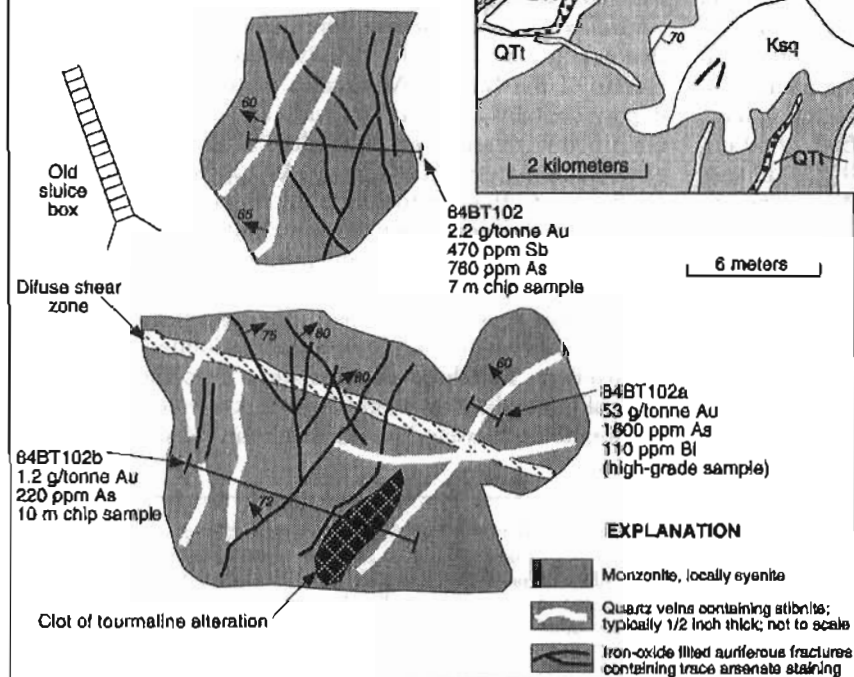 70
Ksq
QTt
QTt
2 kilometers
Old
sluice
box
60
65
84BT102
2.2 g/tonne Au
470 ppm Sb
760 ppm As
7 m chip sample
6 meters
Difuse shear
zone
75
80
80
60
84BT102a
53 g/tonne Au
1600 ppm As
110 ppm Bi
(high-grade sample)
84BT102b
1.2 g/tonne Au
220 ppm As
10 m chip sample
72
Clot of tourmaline alteration
EXPLANATION
Monzonite, locally syenite
Quartz veins containing stibnite;
typically 1/2 inch thick; not to scale
Iron-oxide filled auriferous fractures
containing trace arsenate staining